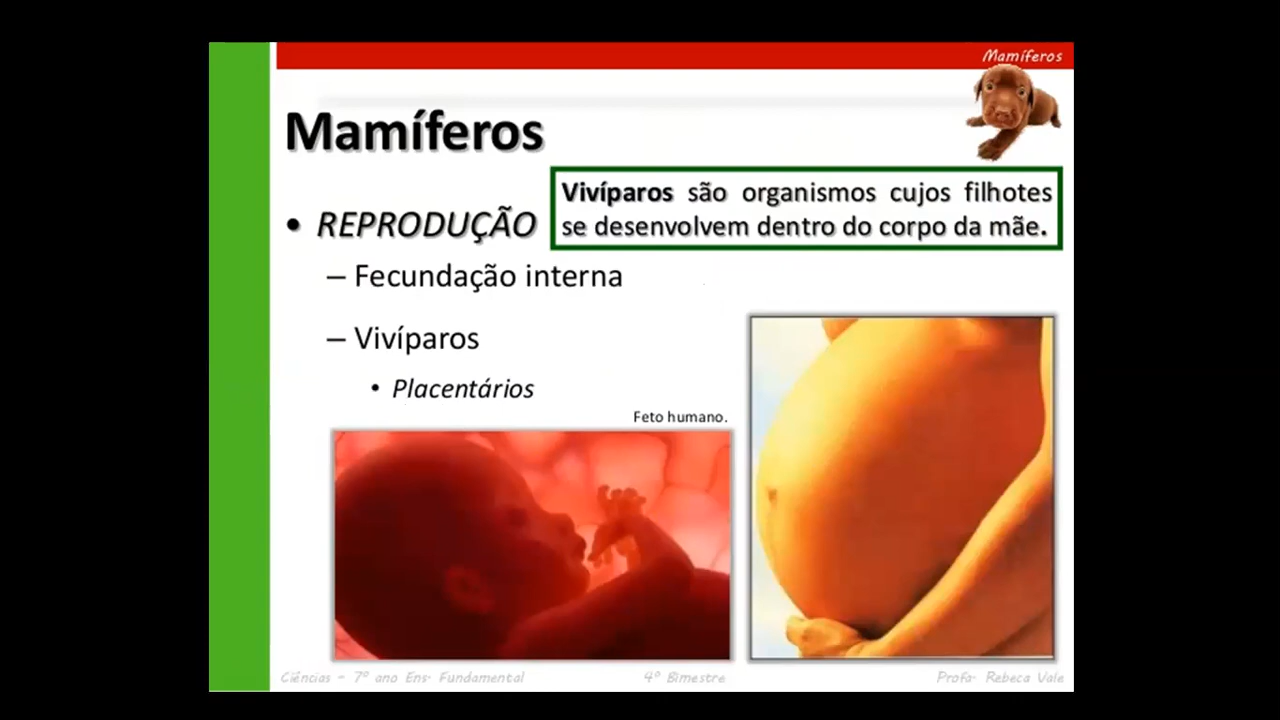 Mamíferos
Mamíferos
Vivíparos são organismos cujos filhotes
se desenvolvem dentro do corpo da mãe.
• REPRODUÇÃO
– Fecundação interna
– Vivíparos
• Placentários
Feto humano.
Ciências - 7º ano Ens. Fundamental
4º Bimestre
Profa. Rebeca Vale